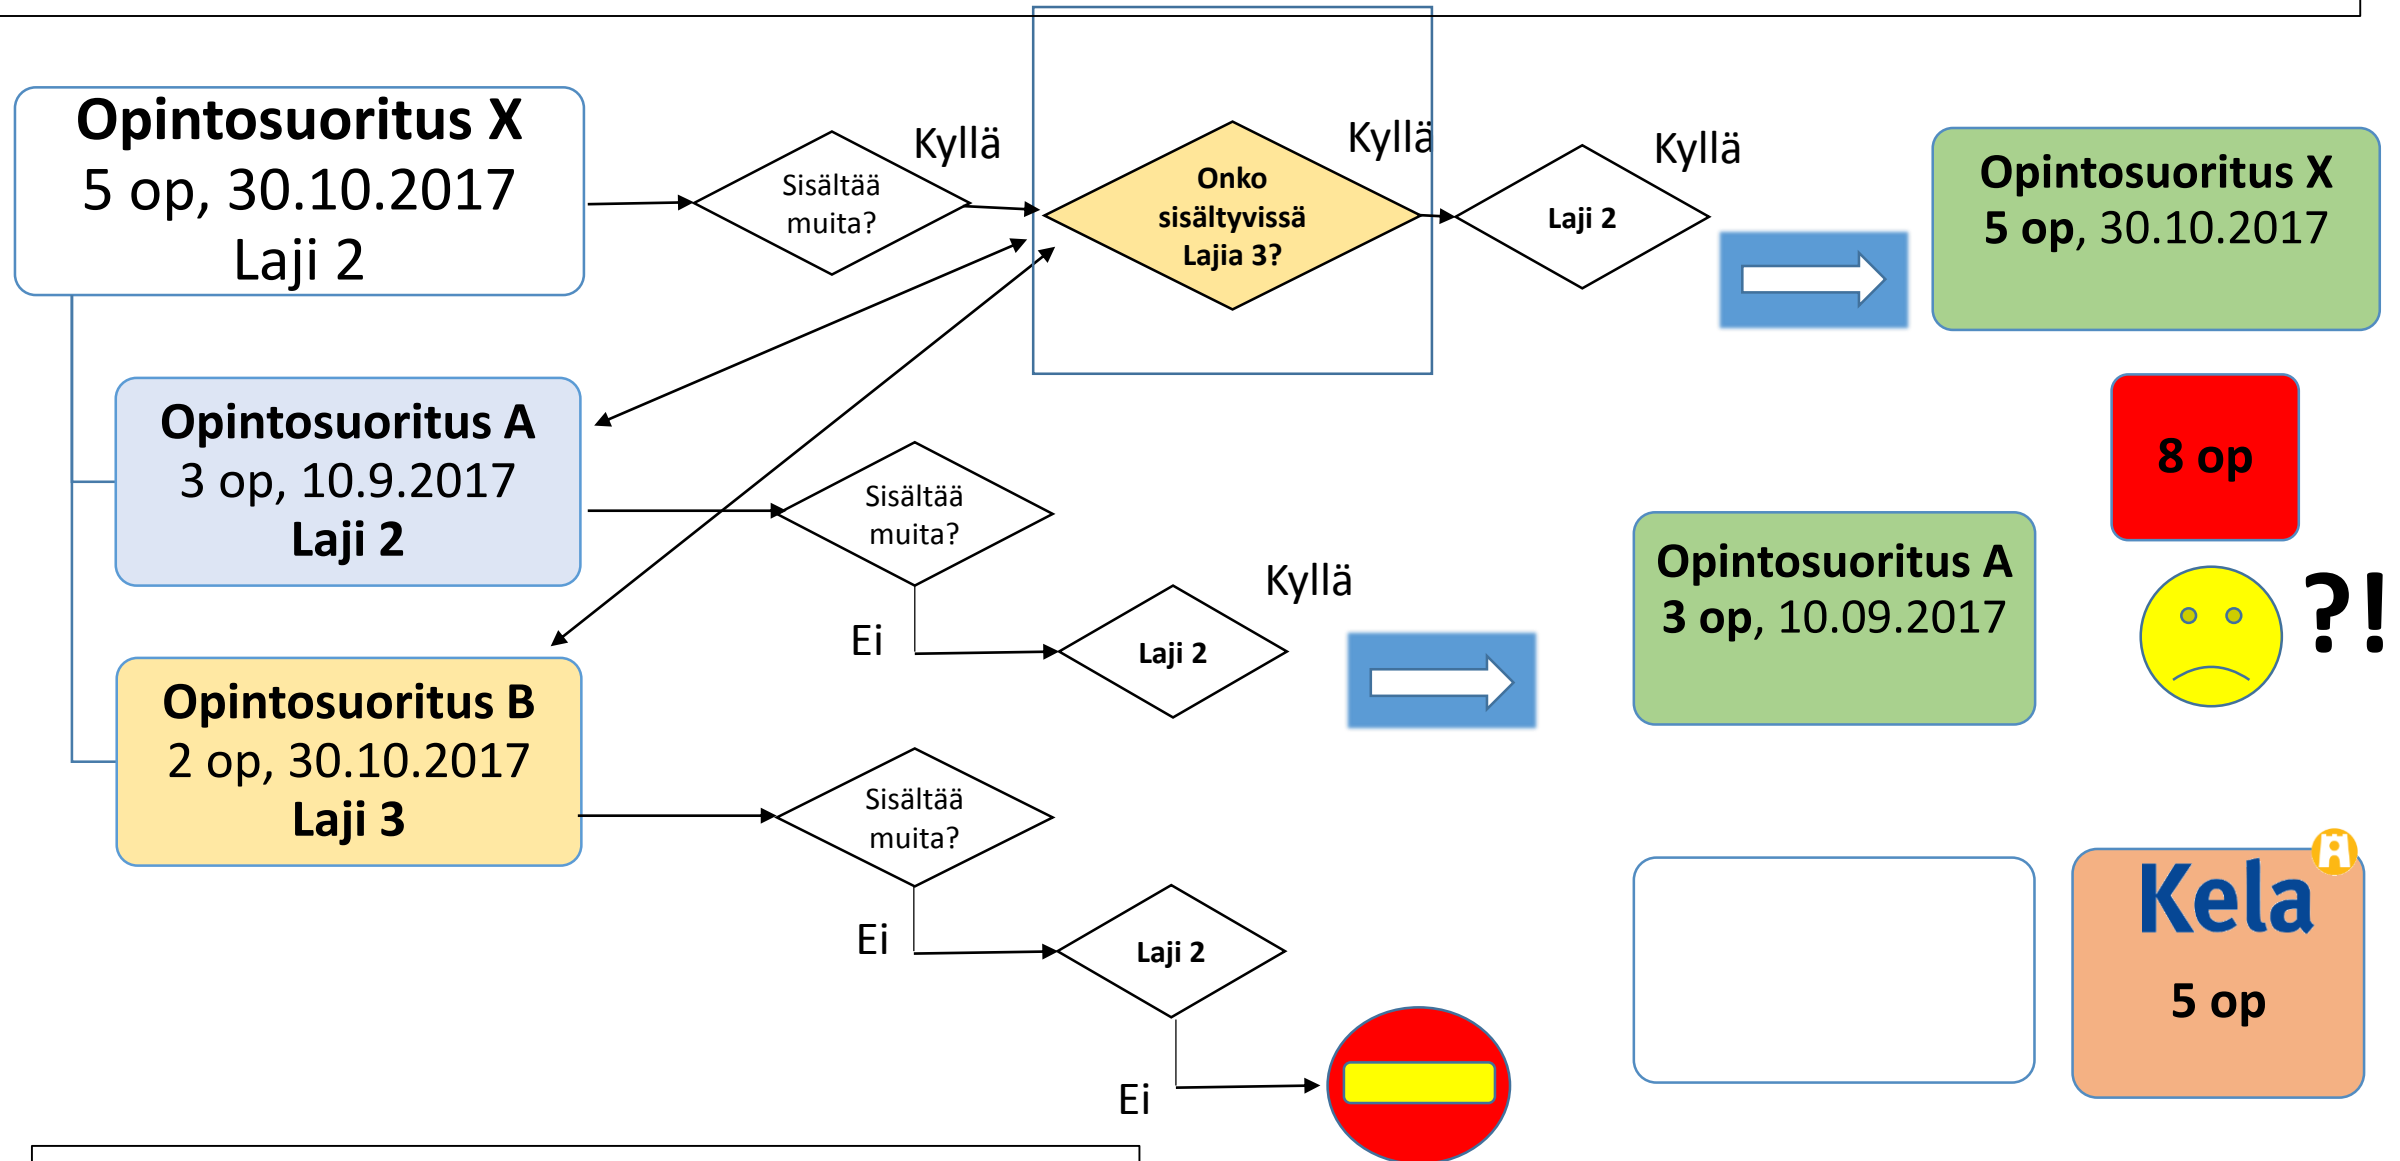 Opintosuoritus X
5 op, 30.10.2017
Laji 2
Sisältää
muita?
Kyllä
Onko
sisältyvissä
Lajia 3?
Kyllä
Laji 2
Kyllä
Opintosuoritus X
5 op, 30.10.2017
Opintosuoritus A
3 op, 10.9.2017
Laji 2
Sisältää
muita?
Ei
Laji 2
Kyllä
Opintosuoritus A
3 op, 10.09.2017
8 op
?!
Opintosuoritus B
2 op, 30.10.2017
Laji 3
Sisältää
muita?
Ei
Laji 2
Ei
Kela
5 op